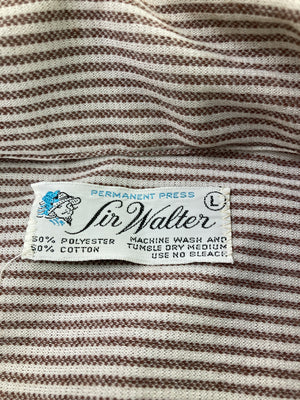 PERMANENT PRESS
L
Sir Walter
50% POLYESTER
50% COTTON
MACHINE WASH AND
TUMBLE DRY MEDIUM
USE NO BLEACH